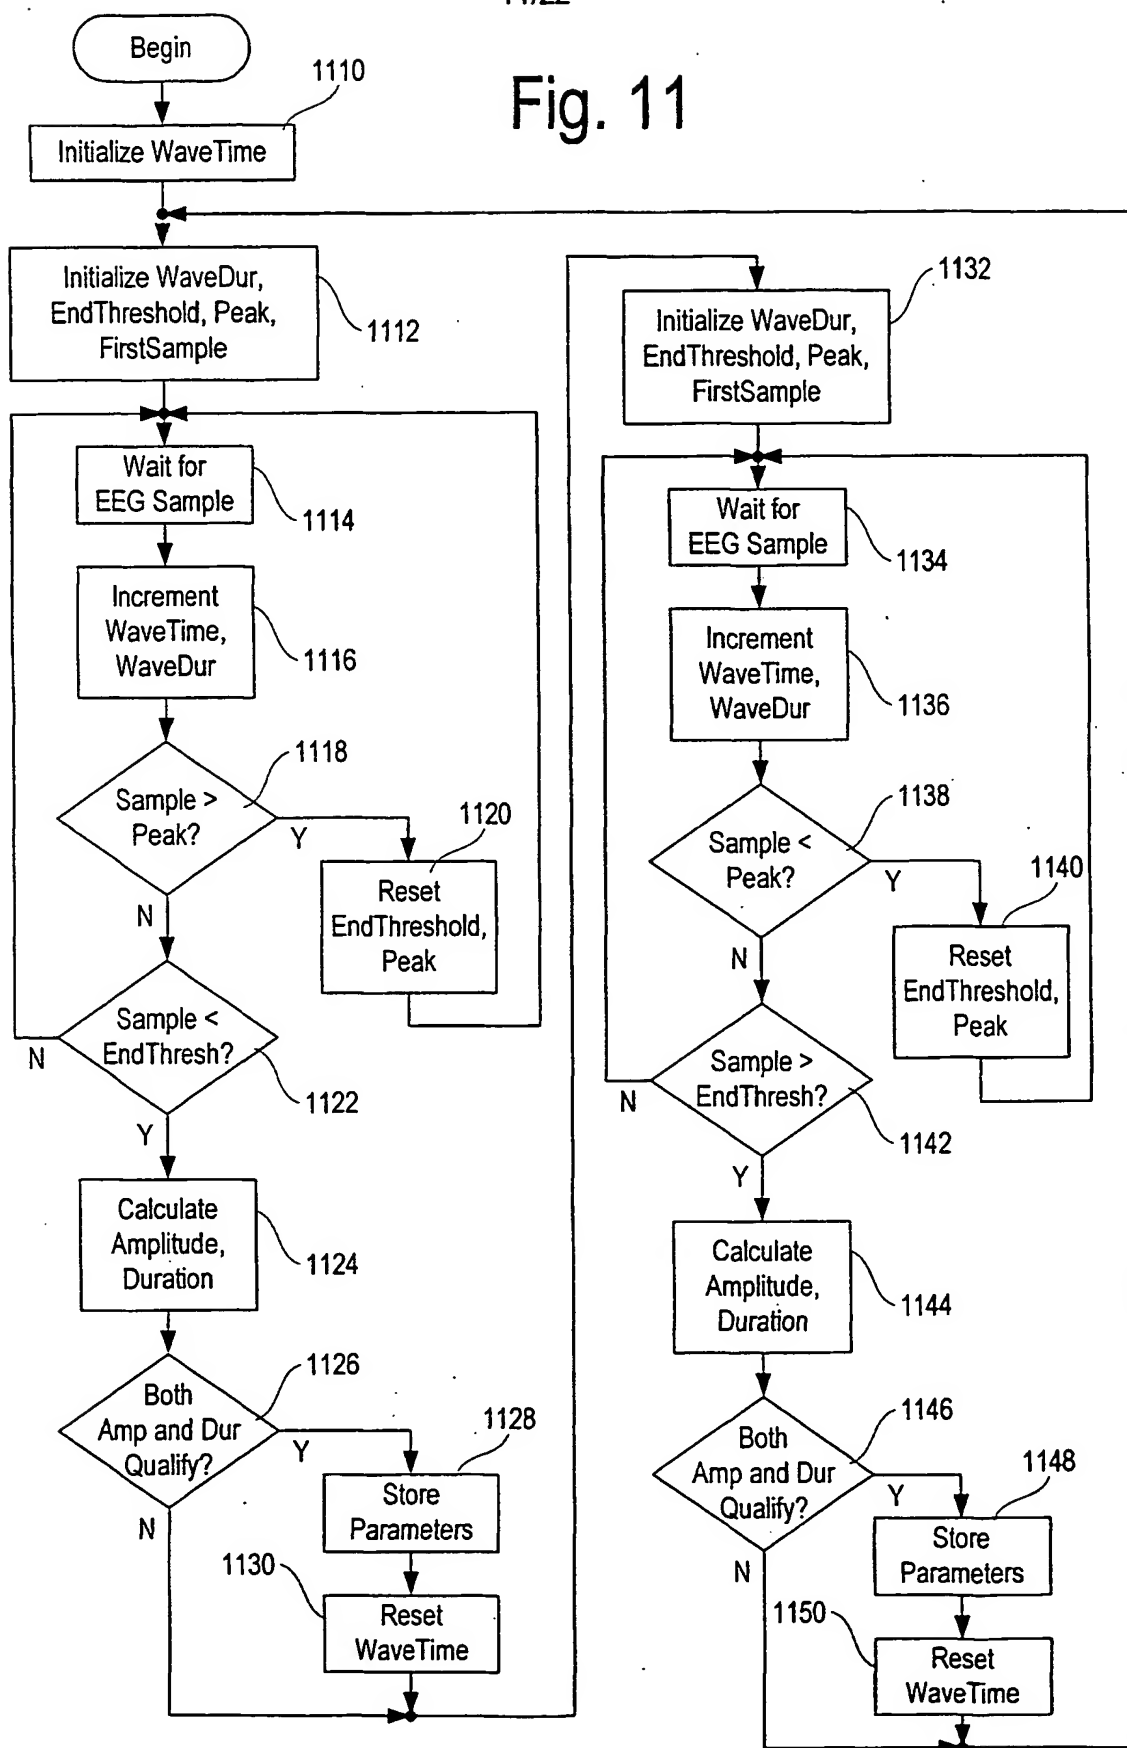 Fig. 11
Begin
1110
Initialize WaveTime
Initialize WaveDur,
EndThreshold, Peak,
FirstSample
1112
Wait for
EEG Sample
1114
Increment
WaveTime,
WaveDur
1116
Sample >
Peak?
1118
Y
N
1120
Reset
EndThreshold,
Peak
Sample <
EndThresh?
N
1122
Y
Calculate
Amplitude,
Duration
1124
Both
Amp and Dur
Qualify?
1126
Y
N
1128
Store
Parameters
1130
Reset
WaveTime
1132
Initialize WaveDur,
EndThreshold, Peak,
FirstSample
Wait for
EEG Sample
1134
Increment
WaveTime,
WaveDur
1136
Sample <
Peak?
1138
Y
N
1140
Reset
EndThreshold,
Peak
Sample >
EndThresh?
N
1142
Y
Calculate
Amplitude,
Duration
1144
Both
Amp and Dur
Qualify?
1146
Y
N
1148
Store
Parameters
1150
Reset
WaveTime